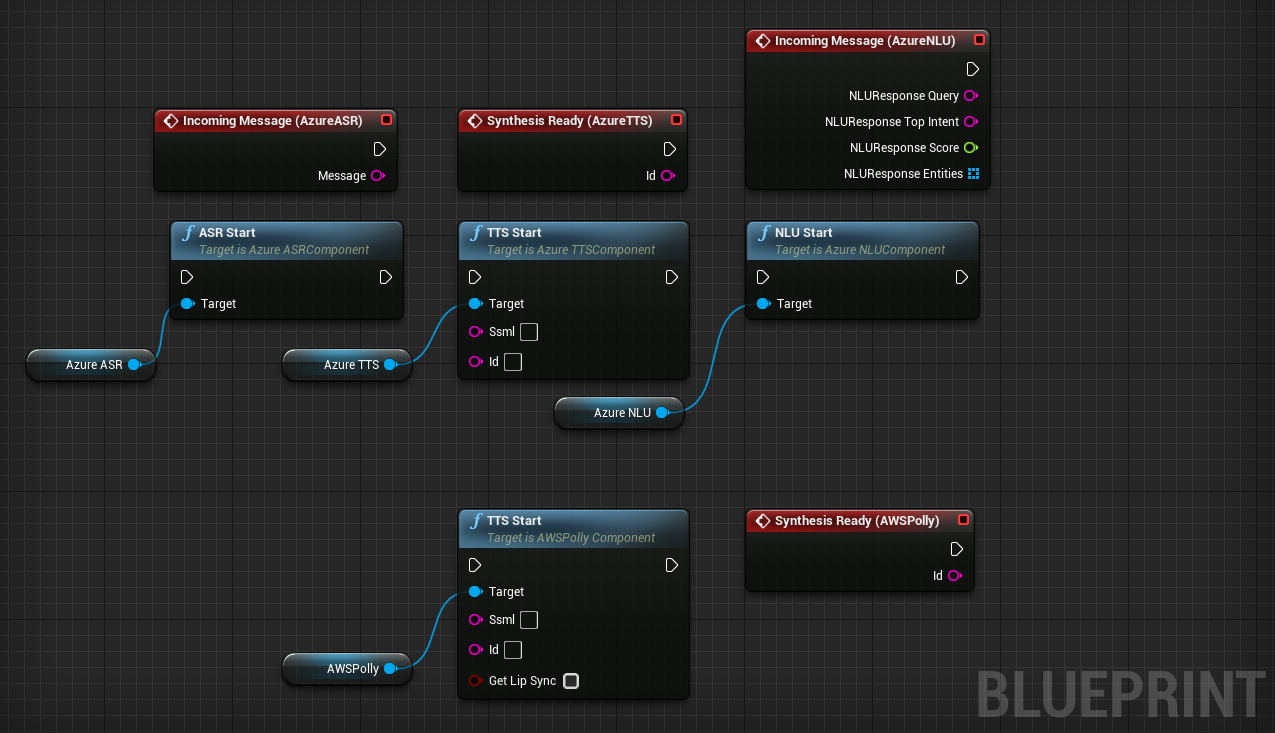 Incoming Message (AzureNLU)
NLUResponse Query
NLUResponse Top Intent
NLUResponse Score
NLUResponse Entities
Incoming Message (AzureASR)
Message
Synthesis Ready (AzureTTS)
Id
ASR Start
Target is Azure ASRComponent
Target
TTS Start
Target is Azure TTSComponent
Target
Ssml
Id
NLU Start
Target is Azure NLUComponent
Target
Azure ASR
Azure TTS
Azure NLU
TTS Start
Target is AWSPolly Component
Target
Ssml
Id
Get Lip Sync
Synthesis Ready (AWSPolly)
Id
AWSPolly
BLUEPRINT